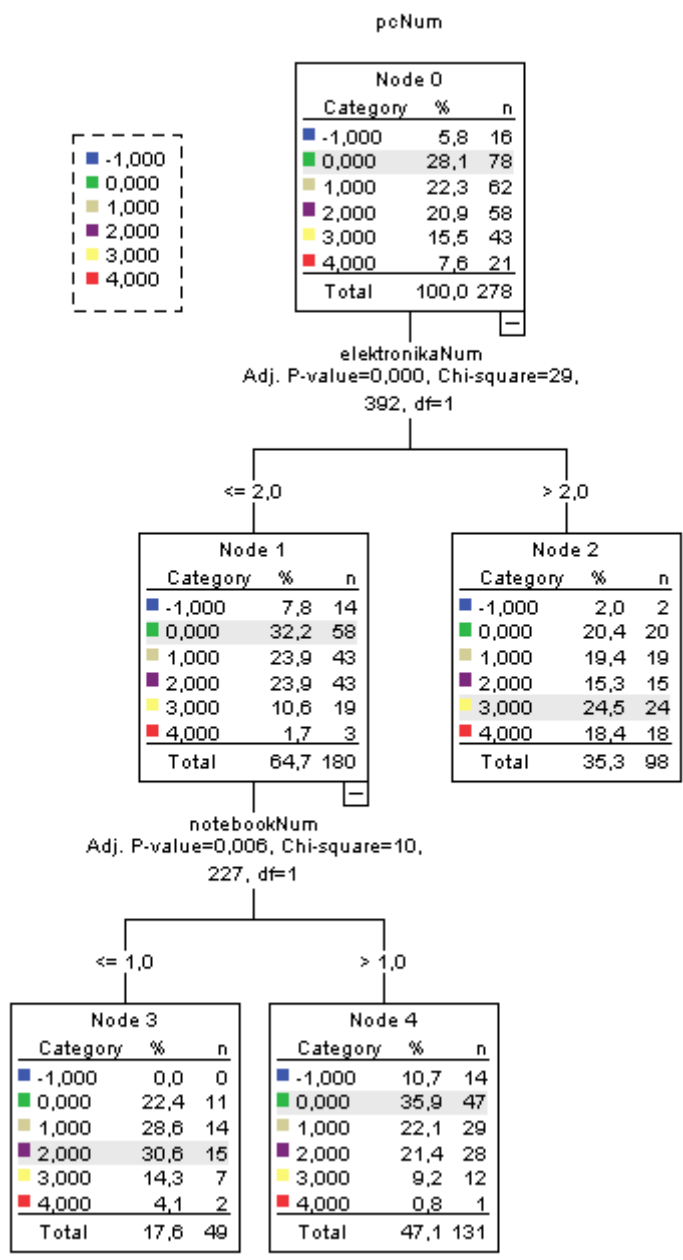 pcNum
Node 0
Category % n
-1,000 5,8 16
0,000 28,1 78
1,000 22,3 62
2,000 20,9 58
3,000 15,5 43
4,000 7,6 21
Total 100,0 278
-1,000
0,000
1,000
2,000
3,000
4,000
elektronikaNum
Adj. P-value=0,000, Chi-square=29,
392, df=1
<= 2,0
> 2,0
Node 1
Category % n
-1,000 7,8 14
0,000 32,2 58
1,000 23,9 43
2,000 23,9 43
3,000 10,6 19
4,000 1,7 3
Total 64,7 180
Node 2
Category % n
-1,000 2,0 2
0,000 20,4 20
1,000 19,4 19
2,000 15,3 15
3,000 24,5 24
4,000 18,4 18
Total 35,3 98
notebookNum
Adj. P-value=0,006, Chi-square=10,
227, df=1
<= 1,0
> 1,0
Node 3
Category % n
-1,000 0,0 0
0,000 22,4 11
1,000 28,6 14
2,000 30,6 15
3,000 14,3 7
4,000 4,1 2
Total 17,6 49
Node 4
Category % n
-1,000 10,7 14
0,000 35,9 47
1,000 22,1 29
2,000 21,4 28
3,000 9,2 12
4,000 0,8 1
Total 47,1 131